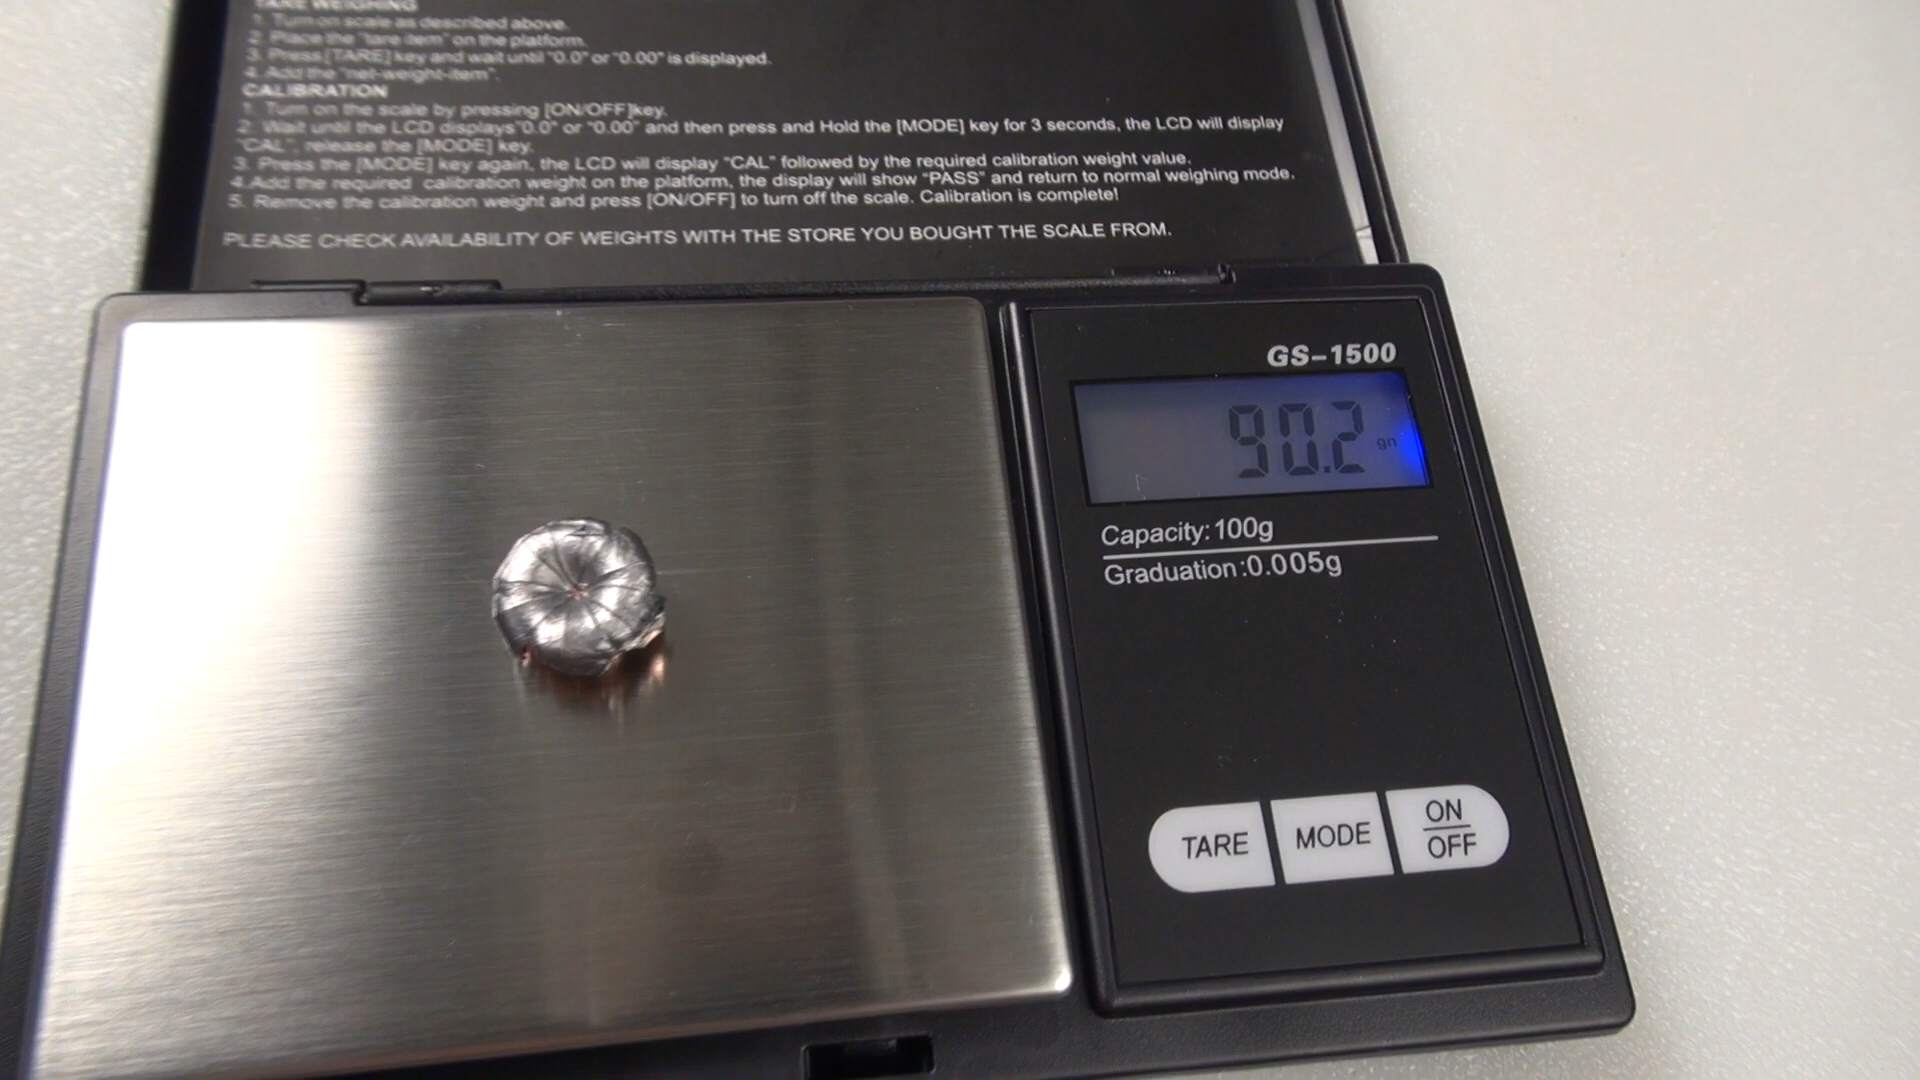 TARE WEIGHING
1. Turn on scale as described above.
2. Place the "tare item" on the platform.
3. Press [TARE] key and wait until "0.0" or "0.00" is displayed.
4. Add the "net-weight-item".
CALIBRATION
1. Turn on the scale by pressing [ON/OFF]key.
2. Wait until the LCD displays"0.0" or "0.00" and then press and Hold the [MODE] key for 3 seconds, the LCD will display
"CAL", release the [MODE] key.
3. Press the [MODE] key again, the LCD will display "CAL" followed by the required calibration weight value.
4.Add the required calibration weight on the platform, the display will show "PASS" and return to normal weighing mode.
5. Remove the calibration weight and press [ON/OFF] to turn off the scale. Calibration is complete!
PLEASE CHECK AVAILABILITY OF WEIGHTS WITH THE STORE YOU BOUGHT THE SCALE FROM.
GS-1500
90.2 gn
Capacity:100g
Graduation:0.005g
TARE
MODE
ON
OFF